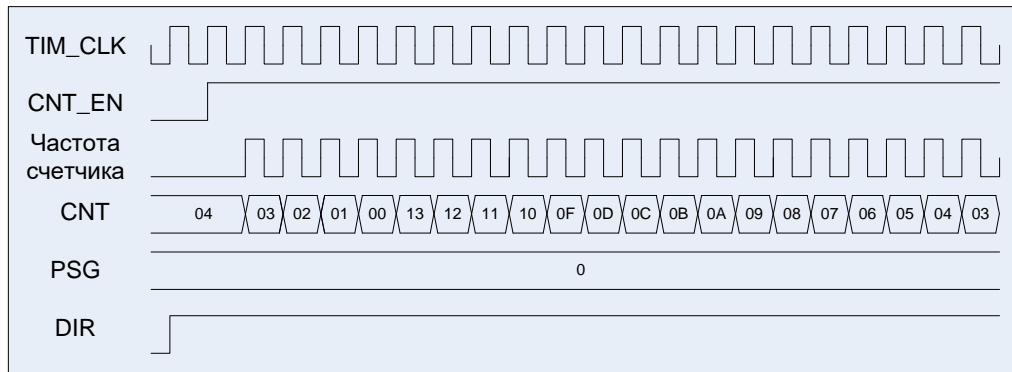 TIM_CLK
CNT_EN
Частота
счетчика
CNT
04 03 02 01 00 13 12 11 10 0F 0D 0C 0B 0A 09 08 07 06 05 04 03
PSG
0
DIR